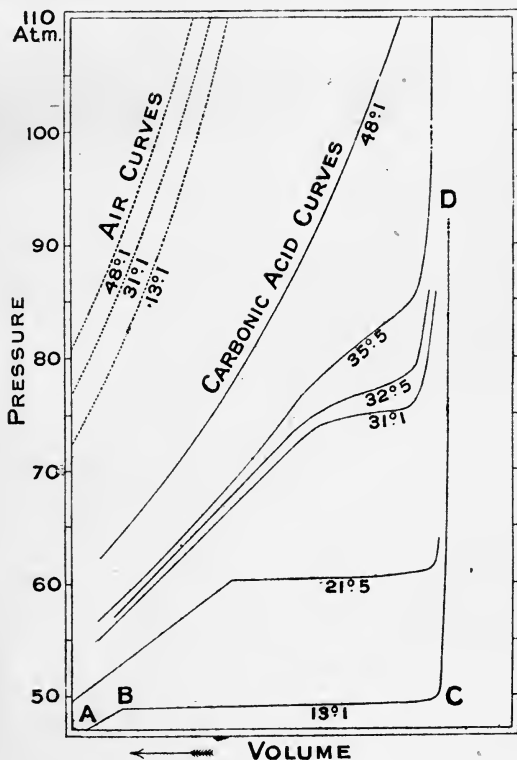 110
Atm.
100
90
80
70
60
50
PRESSURE
AIR CURVES
48°1
31°1
13°1
CARBONIC ACID CURVES
48°1
D
35°5
32°5
31°1
21°5
A
B
13°1
C
VOLUME